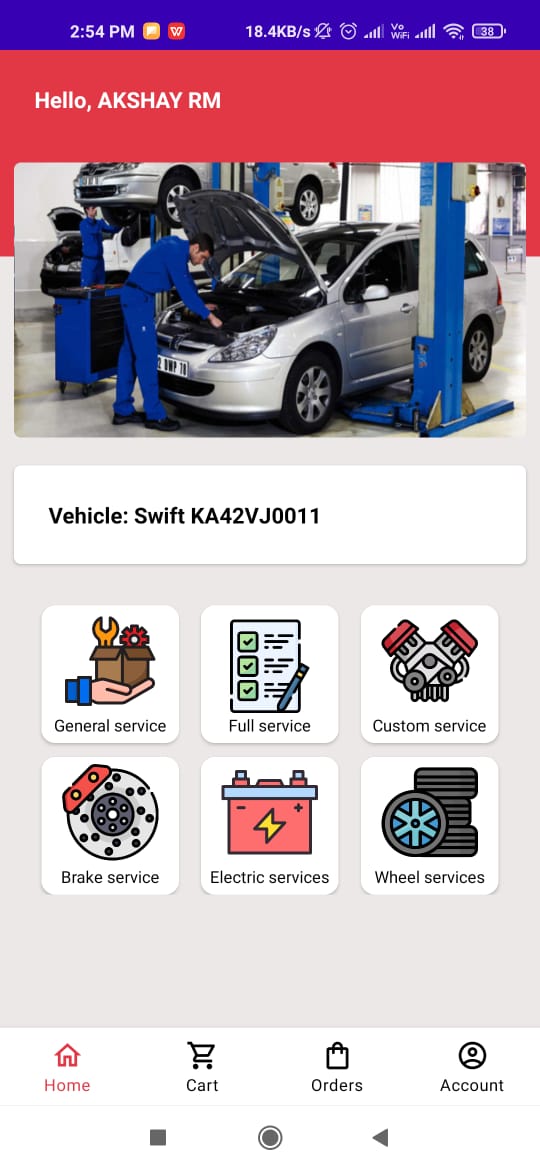 2:54 PM W 18.4KB/s Vo WiFi 38
Hello, AKSHAY RM
Vehicle: Swift KA42VJ0011
General service
Full service
Custom service
Brake service
Electric services
Wheel services
Home
Cart
Orders
Account